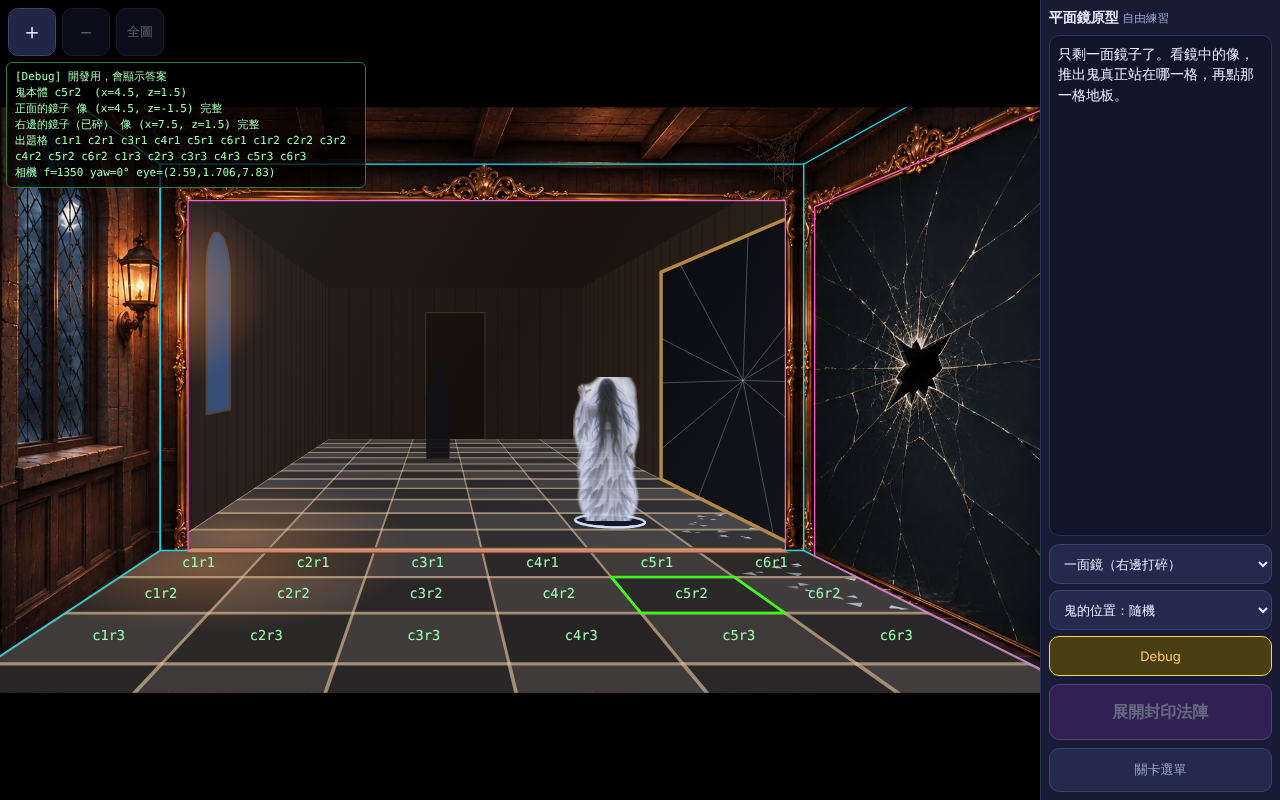 +
−
全圖
平面鏡原型 自由練習
只剩一面鏡子了。看鏡中的像，
推出鬼真正站在哪一格，再點那
一格地板。
[Debug] 開發用，會顯示答案
鬼本體 c5r2 (x=4.5, z=1.5)
正面的鏡子 像 (x=4.5, z=-1.5) 完整
右邊的鏡子（已碎） 像 (x=7.5, z=1.5) 完整
出題格 c1r1 c2r1 c3r1 c4r1 c5r1 c6r1 c1r2 c2r2 c3r2
c4r2 c5r2 c6r2 c1r3 c2r3 c3r3 c4r3 c5r3 c6r3
相機 f=1350 yaw=0° eye=(2.59,1.706,7.83)
c1r1 c2r1 c3r1 c4r1 c5r1 c6r1
c1r2 c2r2 c3r2 c4r2 c5r2 c6r2
c1r3 c2r3 c3r3 c4r3 c5r3 c6r3
一面鏡（右邊打碎）
鬼的位置：隨機
Debug
展開封印法陣
關卡選單